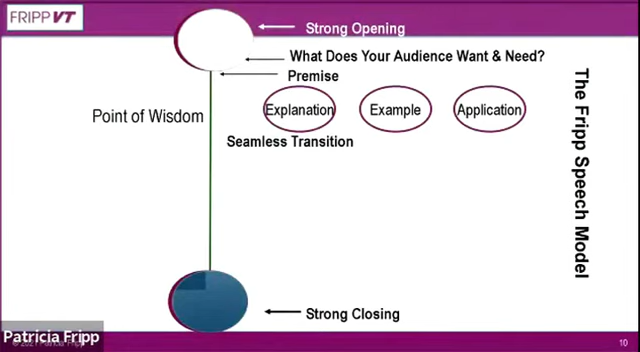 FRIPP VT
Strong Opening
What Does Your Audience Want & Need?
Premise
Point of Wisdom
Explanation
Example
Application
Seamless Transition
The Fripp Speech Model
Strong Closing
Patricia Fripp
10